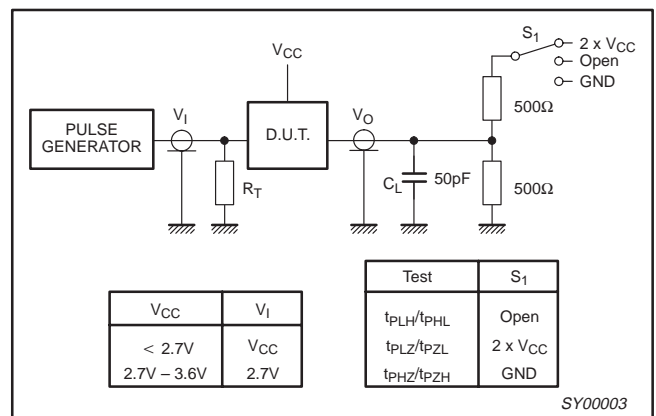 S1
2 x VCC
Open
GND
VCC
500Ω
PULSE
GENERATOR
VI
D.U.T.
VO
RT
CL
50pF
500Ω
VCC VI
< 2.7V VCC
2.7V – 3.6V 2.7V
Test S1
tPLH/tPHL Open
tPLZ/tPZL 2 x VCC
tPHZ/tPZH GND
SY00003